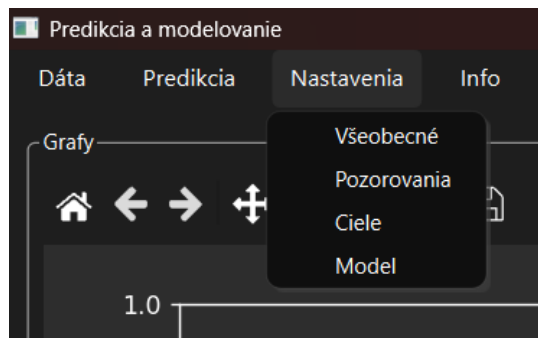 Predikcia a modelovanie
Dáta Predikcia Nastavenia Info
Grafy
Všeobecné
Pozorovania
Ciele
Model
1.0